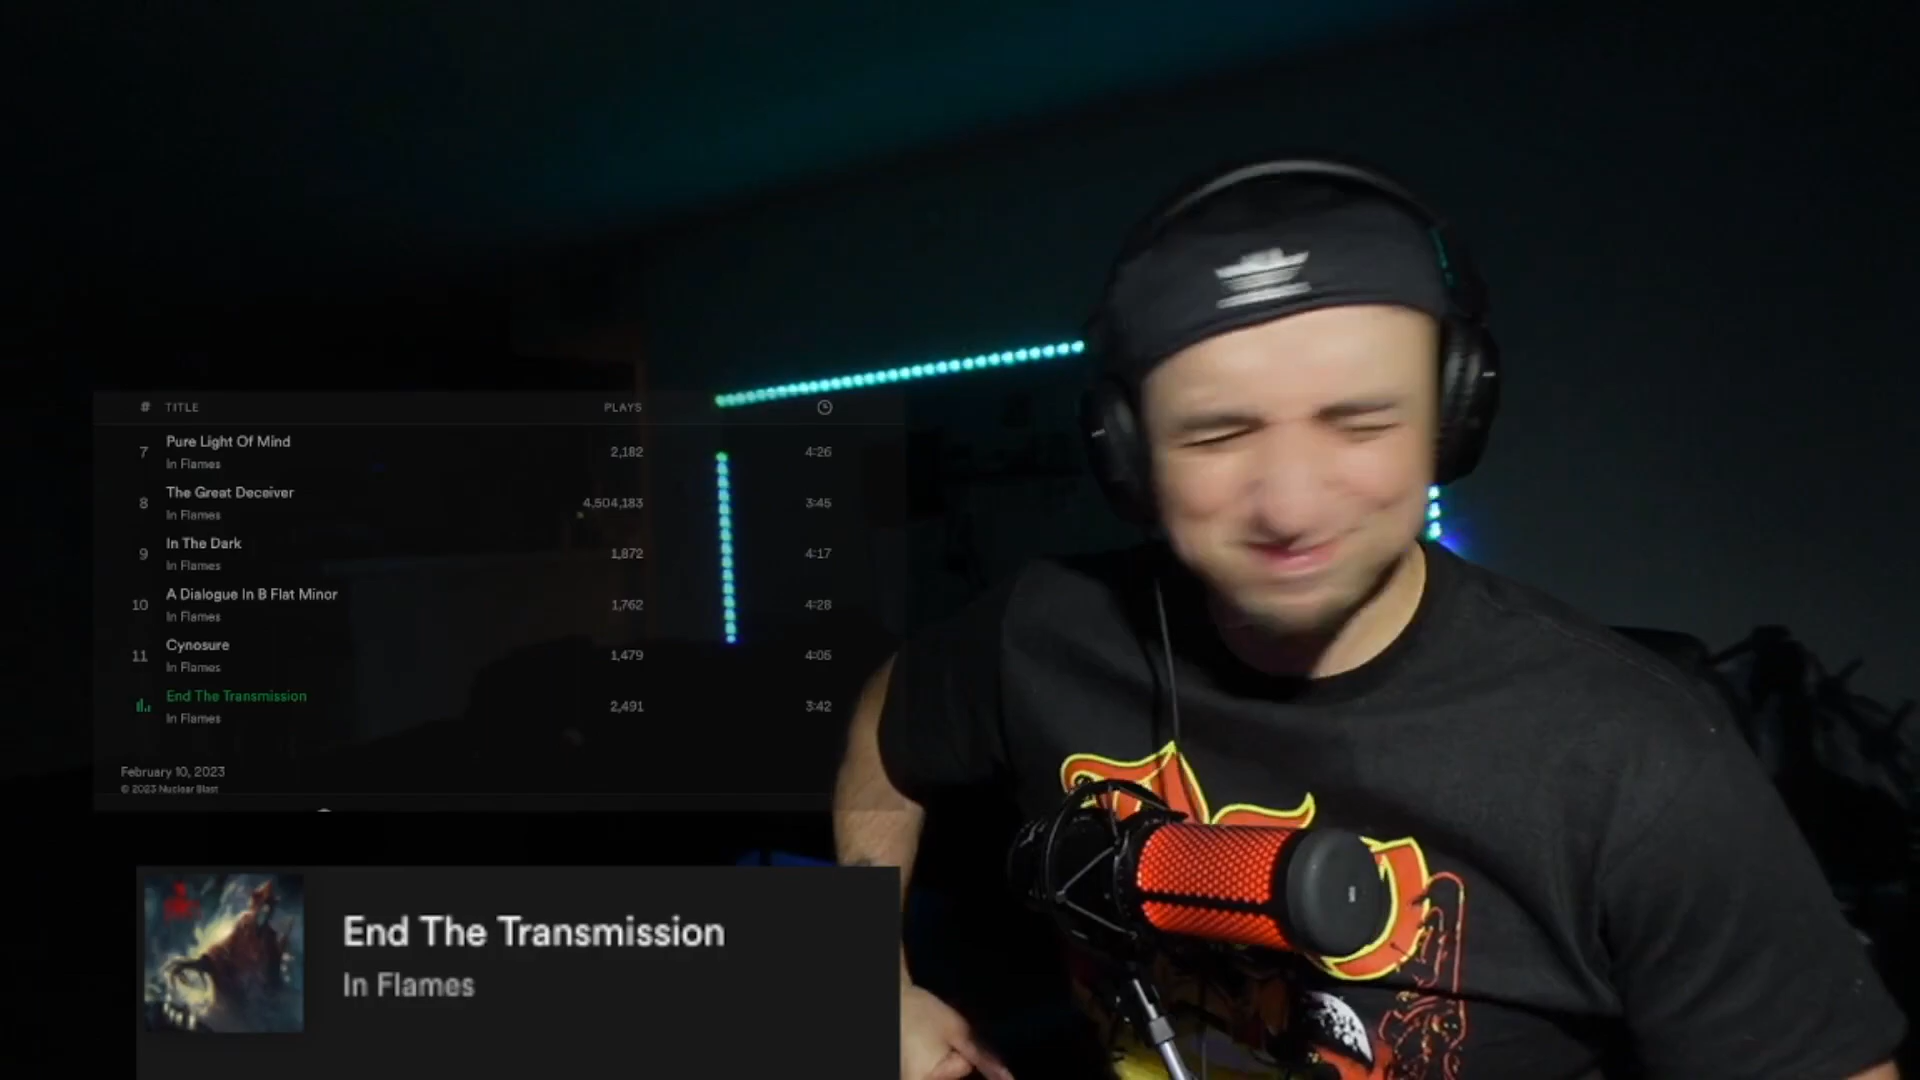 # TITLE PLAYS
7 Pure Light Of Mind 2,182 4:26
In Flames
8 The Great Deceiver 4,504,183 3:45
In Flames
9 In The Dark 1,872 4:17
In Flames
10 A Dialogue In B Flat Minor 1,762 4:28
In Flames
11 Cynosure 1,479 4:05
In Flames
End The Transmission 2,491 3:42
In Flames
February 10, 2023
© 2023 Nuclear Blast
End The Transmission
In Flames